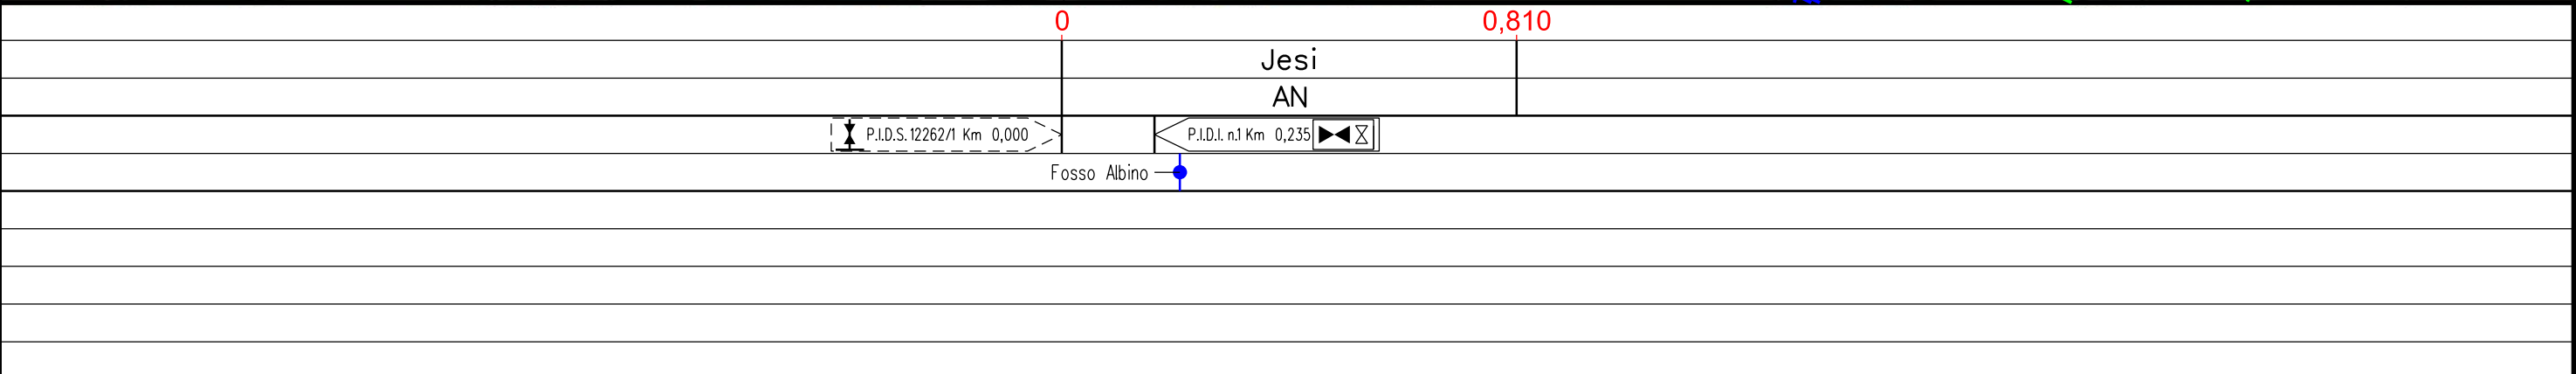 0 0,810
Jesi
AN
P.I.D.S. 12262/1 Km 0,000 P.I.D.I. n.1 Km 0,235
Fosso Albino